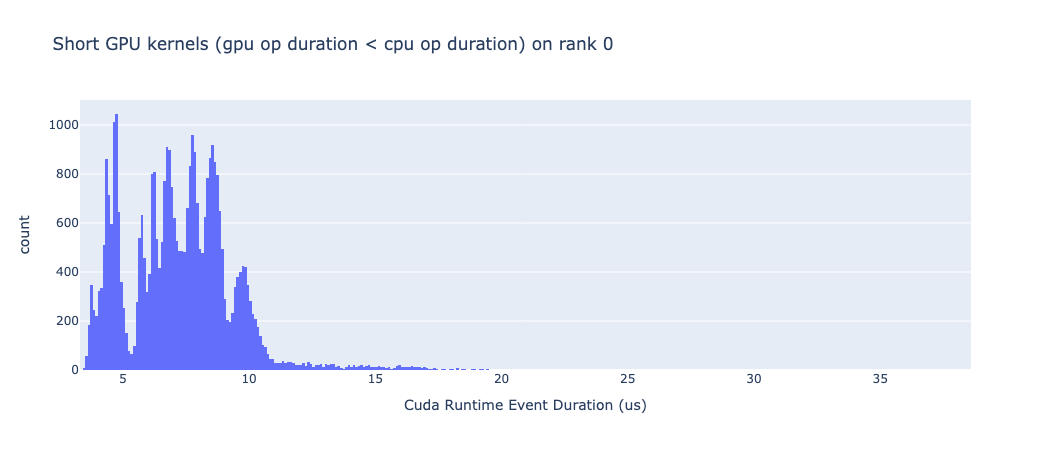 Short GPU kernels (gpu op duration < cpu op duration) on rank 0
1000
800
600
400
200
0
count
5 10 15 20 25 30 35
Cuda Runtime Event Duration (us)